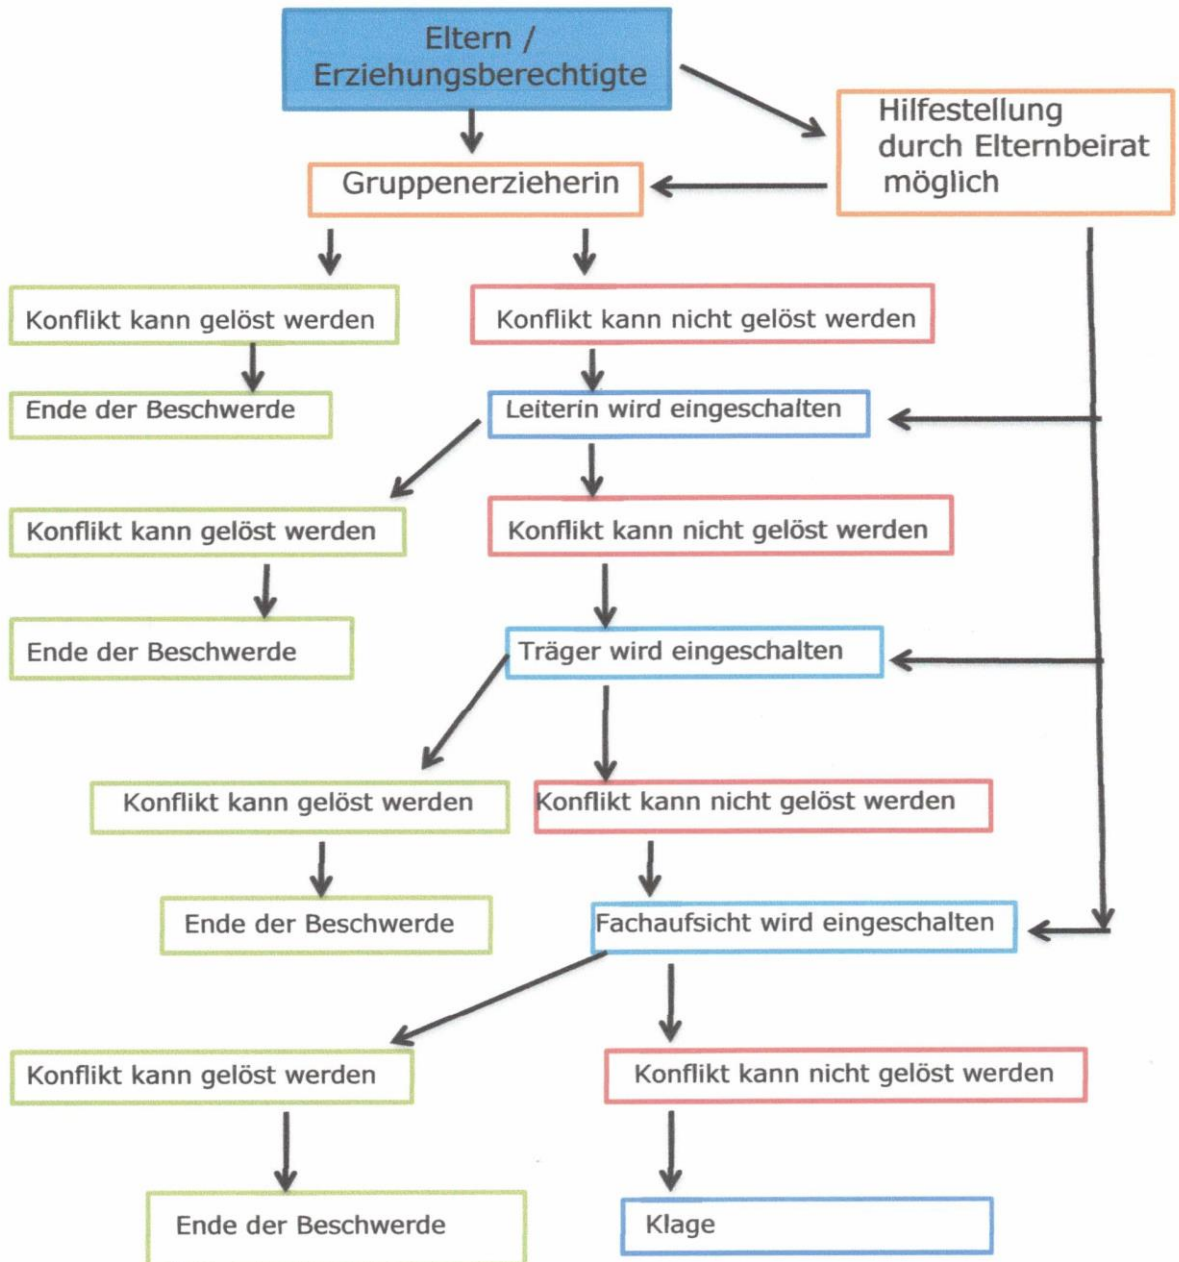 Eltern /
Erziehungsberechtigte
Hilfestellung
durch Elternbeirat
möglich
Gruppenerzieherin
Konflikt kann gelöst werden
Konflikt kann nicht gelöst werden
Ende der Beschwerde
Leiterin wird eingeschalten
Konflikt kann gelöst werden
Konflikt kann nicht gelöst werden
Ende der Beschwerde
Träger wird eingeschalten
Konflikt kann gelöst werden
Konflikt kann nicht gelöst werden
Ende der Beschwerde
Fachaufsicht wird eingeschalten
Konflikt kann gelöst werden
Konflikt kann nicht gelöst werden
Ende der Beschwerde
Klage